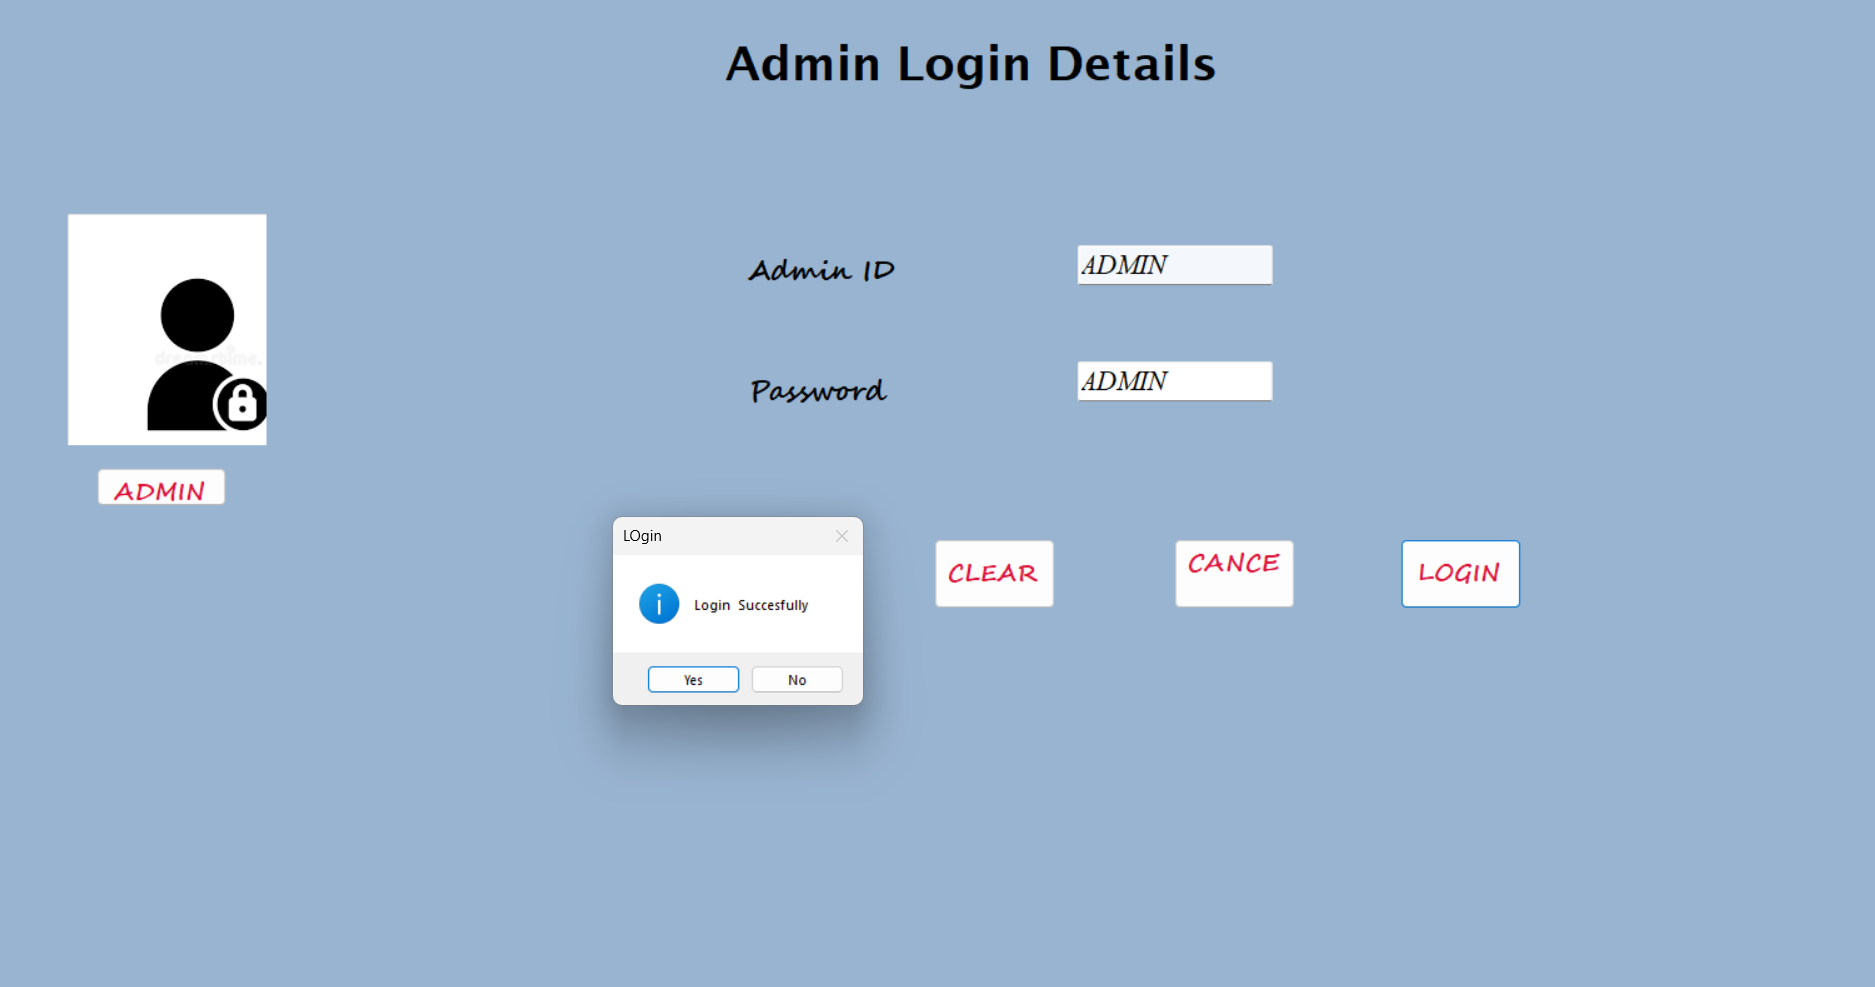 Admin Login Details
Admin ID
ADMIN
Password
ADMIN
ADMIN
LOgin
Login Succesfully
Yes
No
CLEAR
CANCE
LOGIN